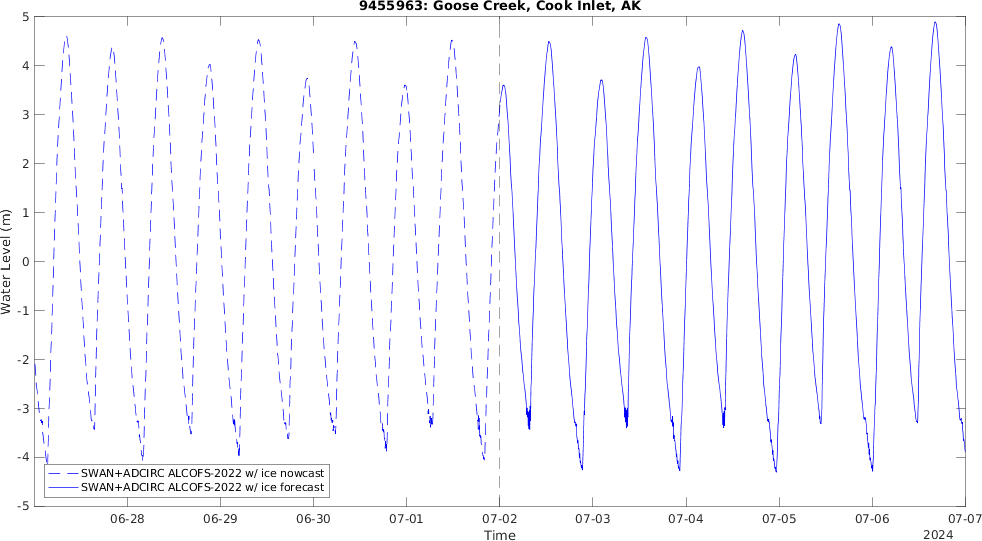 9455963: Goose Creek, Cook Inlet, AK
Water Level (m)
5
4
3
2
1
0
-1
-2
-3
-4
-5
SWAN+ADCIRC ALCOFS-2022 w/ ice nowcast
SWAN+ADCIRC ALCOFS-2022 w/ ice forecast
06-28 06-29 06-30 07-01 07-02 07-03 07-04 07-05 07-06 07-07
Time
2024